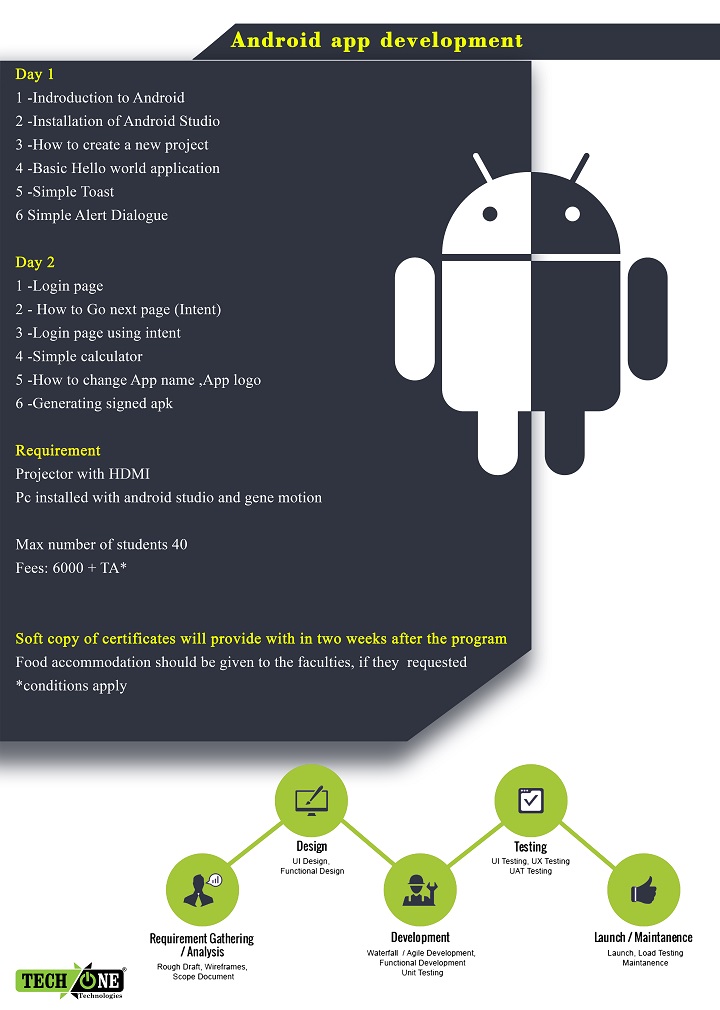 Android app development
Day 1
1 -Indroduction to Android
2 -Installation of Android Studio
3 -How to create a new project
4 -Basic Hello world application
5 -Simple Toast
6 Simple Alert Dialogue
Day 2
1 -Login page
2 - How to Go next page (Intent)
3 -Login page using intent
4 -Simple calculator
5 -How to change App name ,App logo
6 -Generating signed apk
Requirement
Projector with HDMI
Pc installed with android studio and gene motion
Max number of students 40
Fees: 6000 + TA*
Soft copy of certificates will provide with in two weeks after the program
Food accommodation should be given to the faculties, if they requested
*conditions apply
Design
UI Design,
Functional Design
Testing
UI Testing, UX Testing
UAT Testing
Requirement Gathering
/ Analysis
Rough Draft, Wireframes,
Scope Document
Development
Waterfall / Agile Development,
Functional Development
Unit Testing
Launch / Maintanence
Launch, Load Testing
Maintanence
TECH ZONE®
Technologies